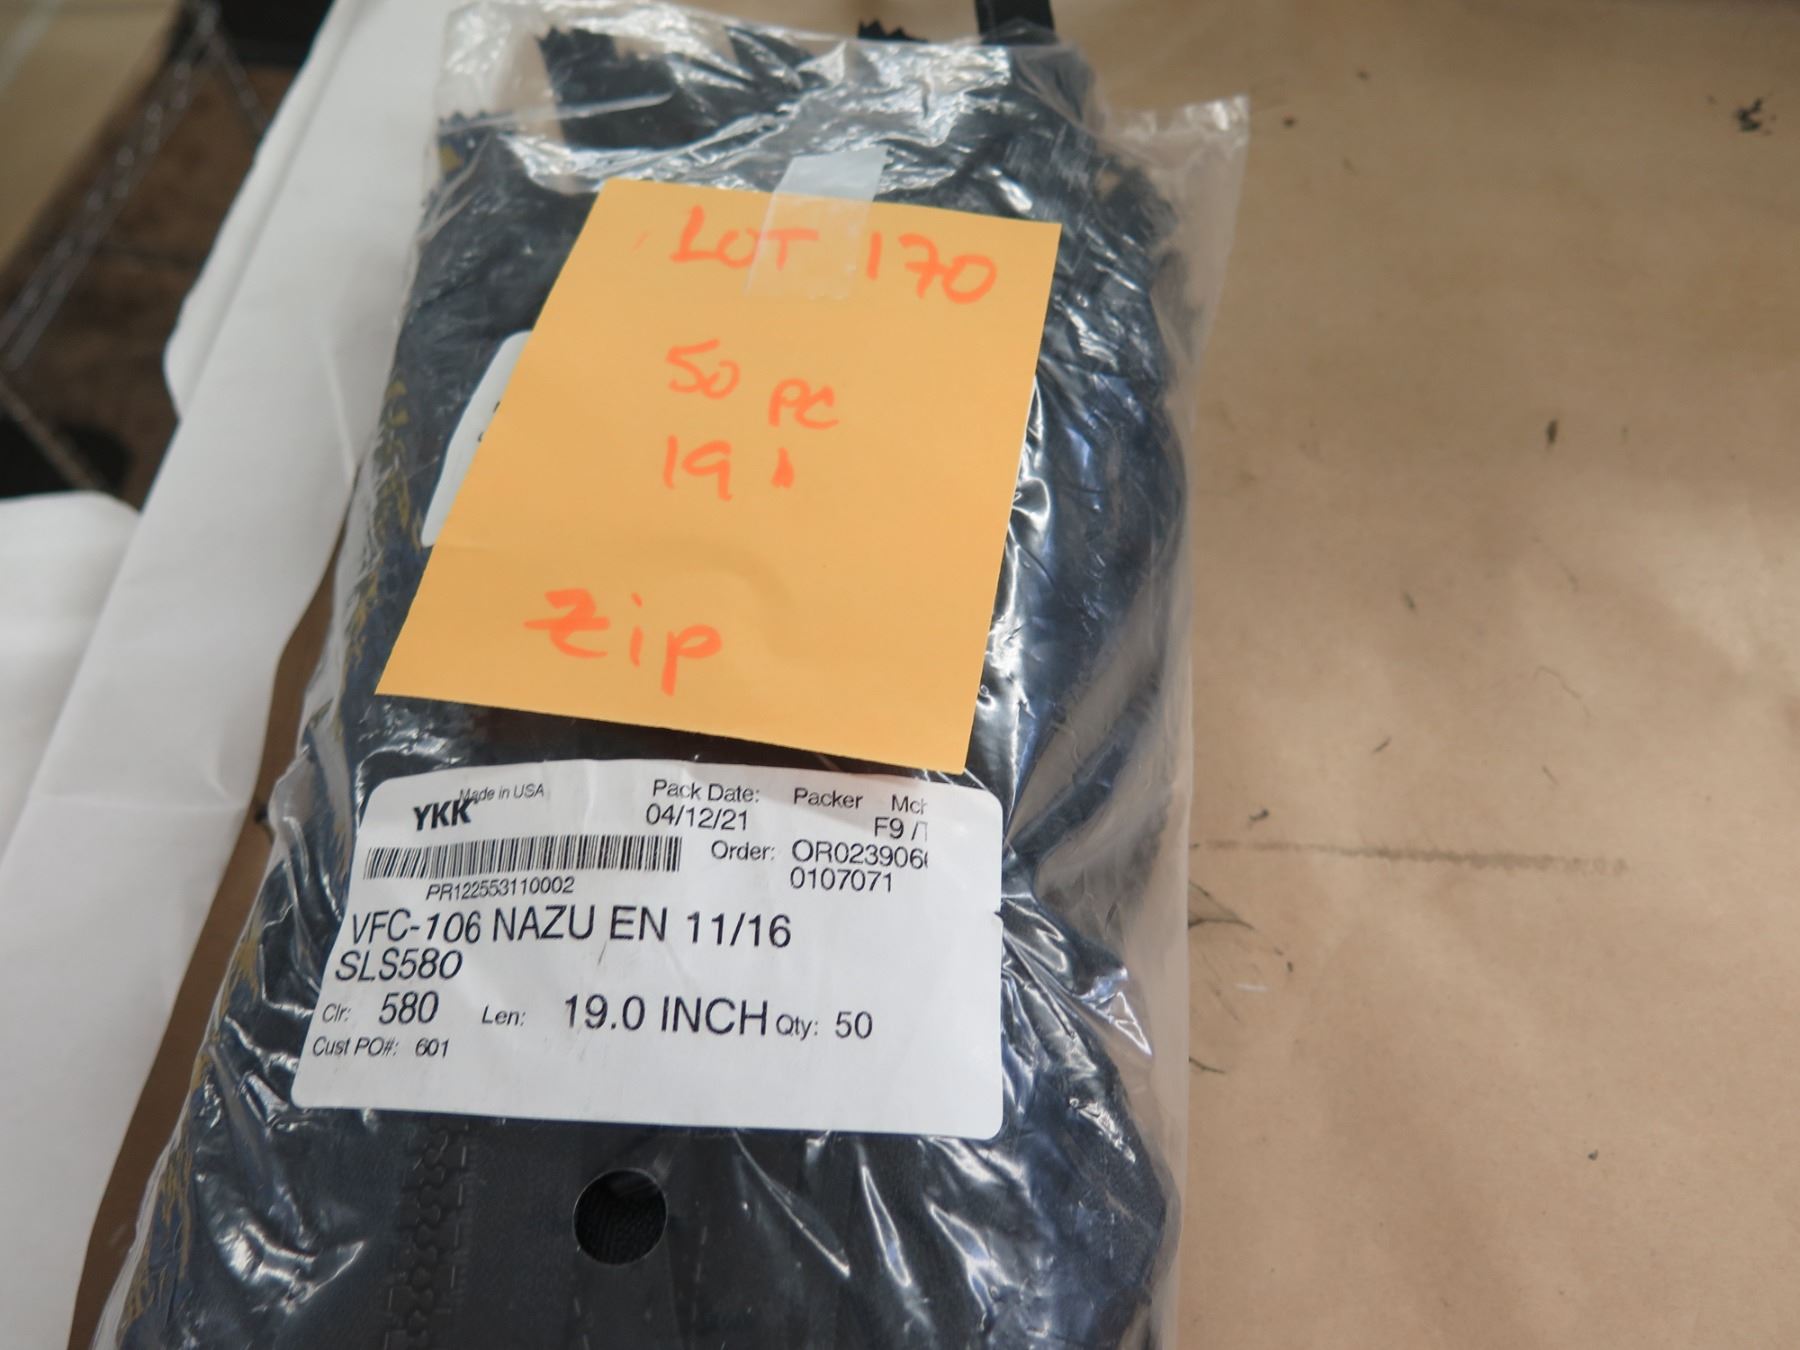 LOT 170
50 PC
19"
Zip
YKK Made in USA Pack Date: Packer
04/12/21 F9
Order:
PR122553110002 0107071
VFC-106 NAZU EN 11/16
SLS580
Clr: 580 Len: 19.0 INCH Qty: 50
Cust PO#: 601